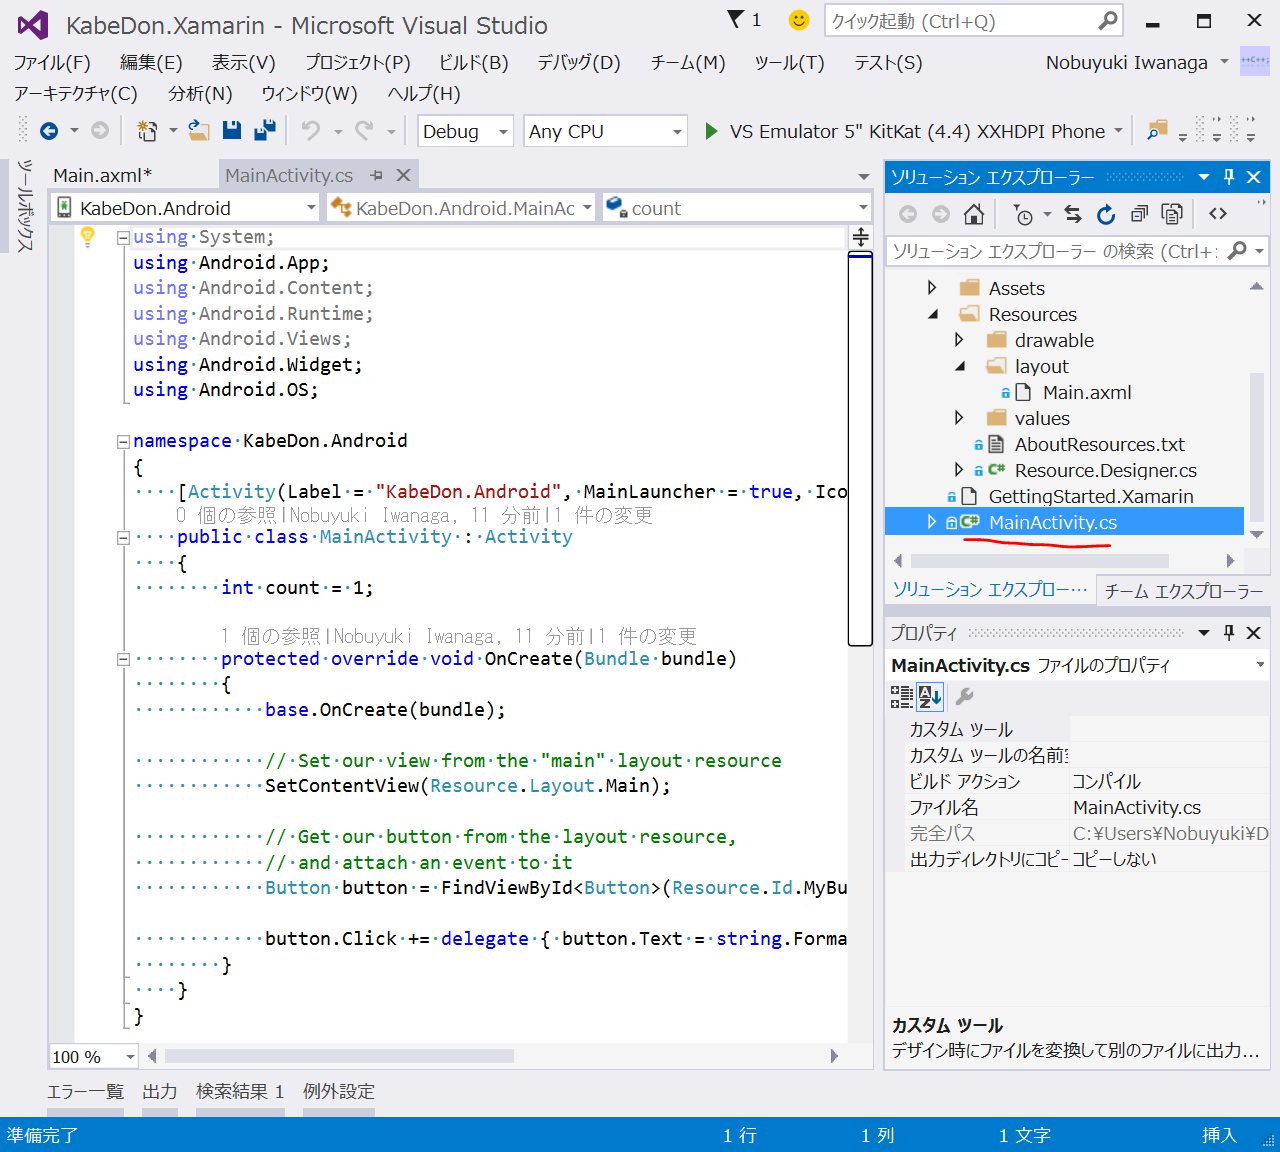 KabeDon.Xamarin - Microsoft Visual Studio
1
クイック起動 (Ctrl+Q)
ファイル(F) 編集(E) 表示(V) プロジェクト(P) ビルド(B) デバッグ(D) チーム(M) ツール(T) テスト(S)
Nobuyuki Iwanaga
アーキテクチャ(C) 分析(N) ウィンドウ(W) ヘルプ(H)
Debug
Any CPU
VS Emulator 5" KitKat (4.4) XXHDPI Phone
ツールボックス
Main.axml*
MainActivity.cs
KabeDon.Android
KabeDon.Android.MainAc
count
using System;
using Android.App;
using Android.Content;
using Android.Runtime;
using Android.Views;
using Android.Widget;
using Android.OS;
namespace KabeDon.Android
{
[Activity(Label = "KabeDon.Android", MainLauncher = true, Ico
0 個の参照|Nobuyuki Iwanaga, 11 分前|1 件の変更
public class MainActivity : Activity
{
int count = 1;
1 個の参照|Nobuyuki Iwanaga, 11 分前|1 件の変更
protected override void OnCreate(Bundle bundle)
{
base.OnCreate(bundle);
// Set our view from the "main" layout resource
SetContentView(Resource.Layout.Main);
// Get our button from the layout resource,
// and attach an event to it
Button button = FindViewById<Button>(Resource.Id.MyBu
button.Click += delegate { button.Text = string.Forma
}
}
}
100 %
ソリューション エクスプローラー
ソリューション エクスプローラー の検索 (Ctrl+:
Assets
Resources
drawable
layout
Main.axml
values
AboutResources.txt
C# Resource.Designer.cs
GettingStarted.Xamarin
C# MainActivity.cs
ソリューション エクスプロー… チーム エクスプローラー
プロパティ
MainActivity.cs ファイルのプロパティ
カスタム ツール
カスタム ツールの名前
ビルド アクション コンパイル
ファイル名 MainActivity.cs
完全パス C:¥Users¥Nobuyuki¥D
出力ディレクトリにコピー コピーしない
カスタム ツール
デザイン時にファイルを変換して別のファイルに出力…
エラー一覧 出力 検索結果 1 例外設定
準備完了 1 行 1 列 1 文字 挿入